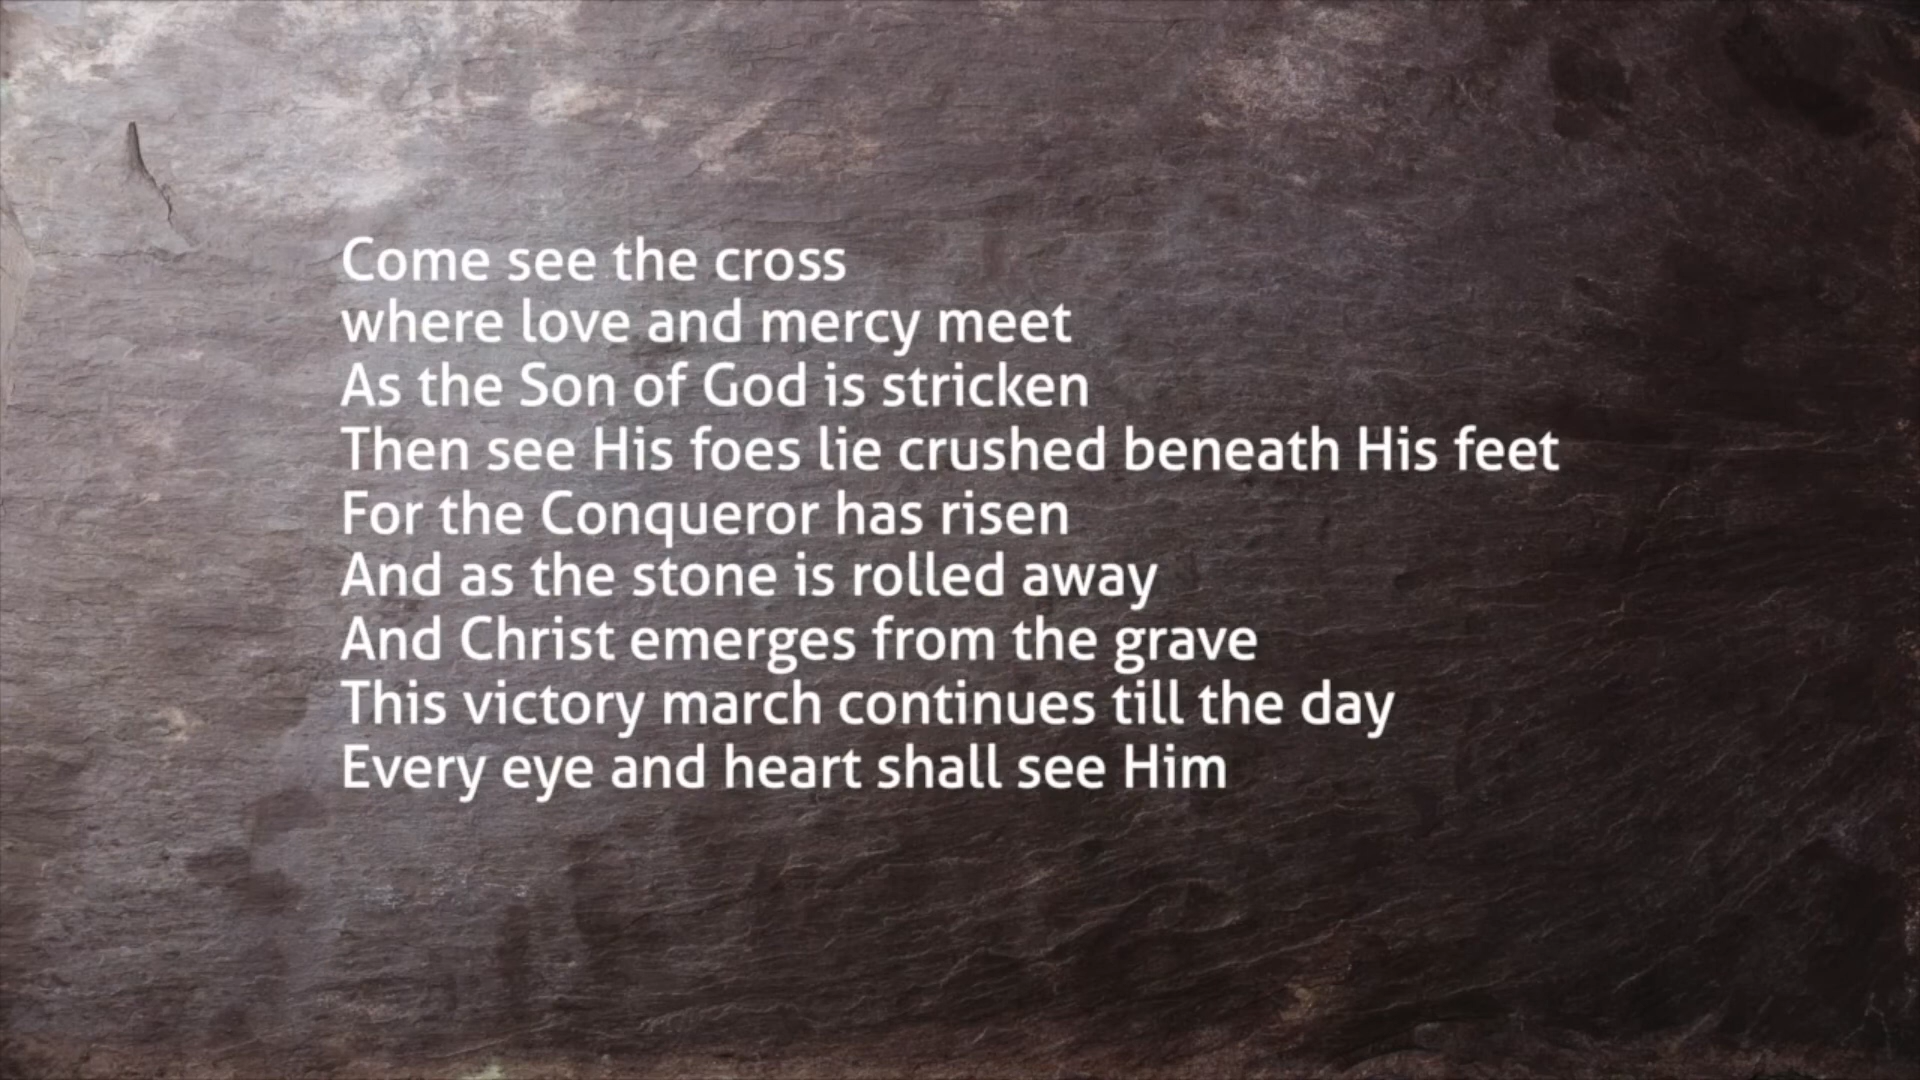 Come see the cross
where love and mercy meet
As the Son of God is stricken
Then see His foes lie crushed beneath His feet
For the Conqueror has risen
And as the stone is rolled away
And Christ emerges from the grave
This victory march continues till the day
Every eye and heart shall see Him